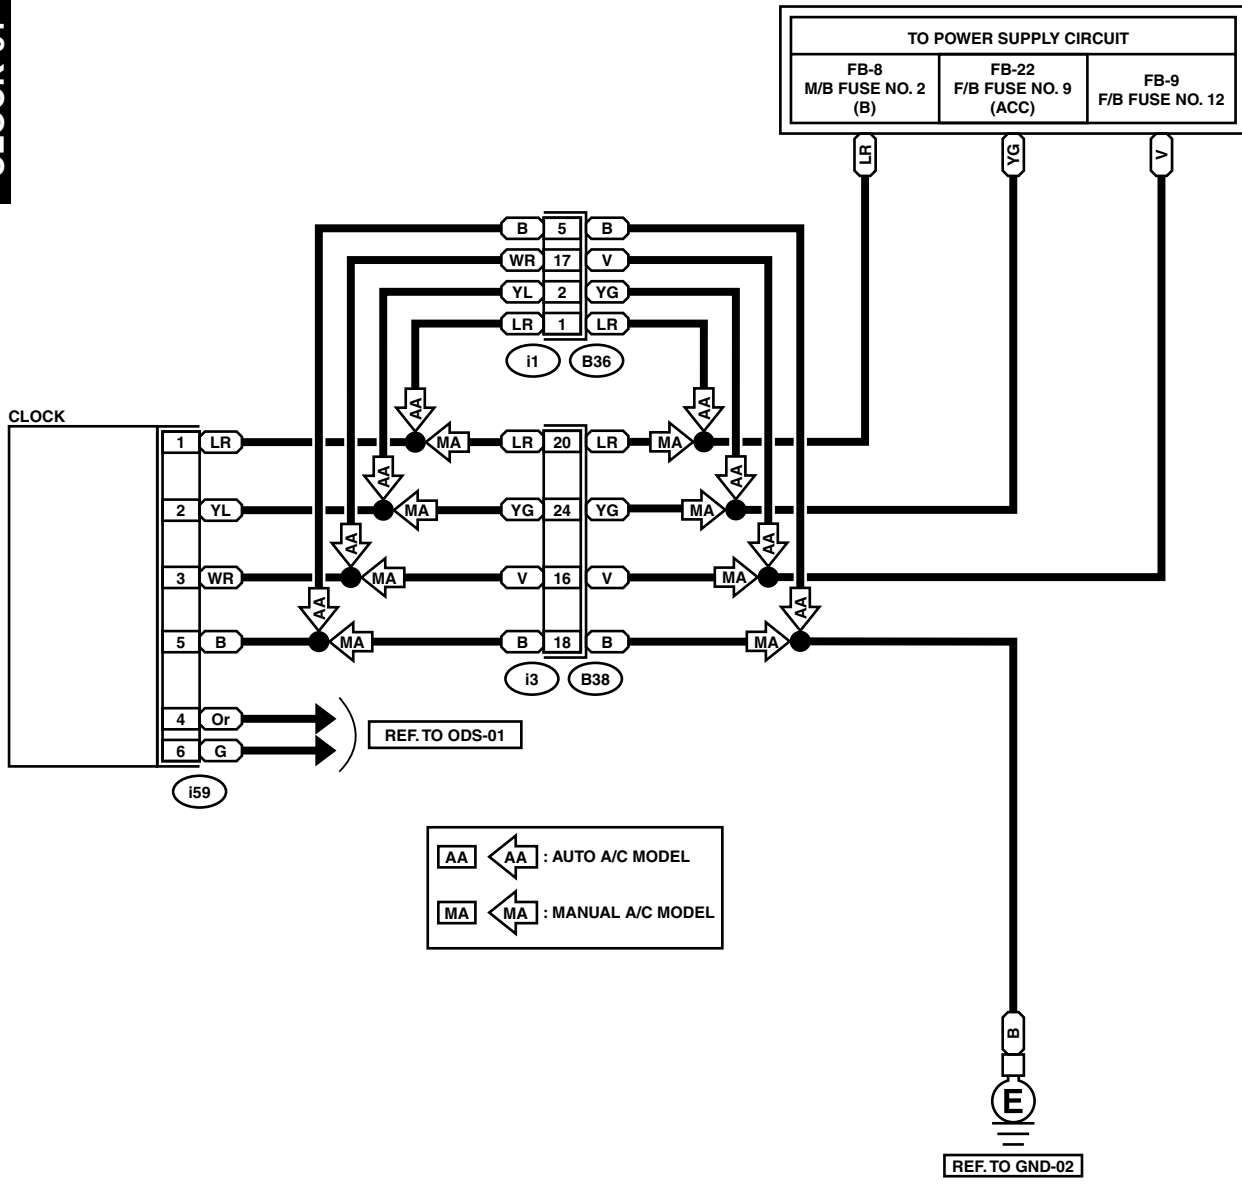 TO POWER SUPPLY CIRCUIT
FB-8
M/B FUSE NO. 2
(B)
FB-22
F/B FUSE NO. 9
(ACC)
FB-9
F/B FUSE NO. 12
LR
YG
V
B 5 B
WR 17 V
YL 2 YG
LR 1 LR
i1 B36
AA AA
CLOCK
1 LR MA LR 20 LR MA
AA AA
2 YL MA YG 24 YG MA
AA AA
3 WR MA V 16 V MA
AA AA
5 B MA B 18 B MA
i3 B38
4 Or
6 G
REF. TO ODS-01
i59
AA AA : AUTO A/C MODEL
MA MA : MANUAL A/C MODEL
B
E
REF. TO GND-02